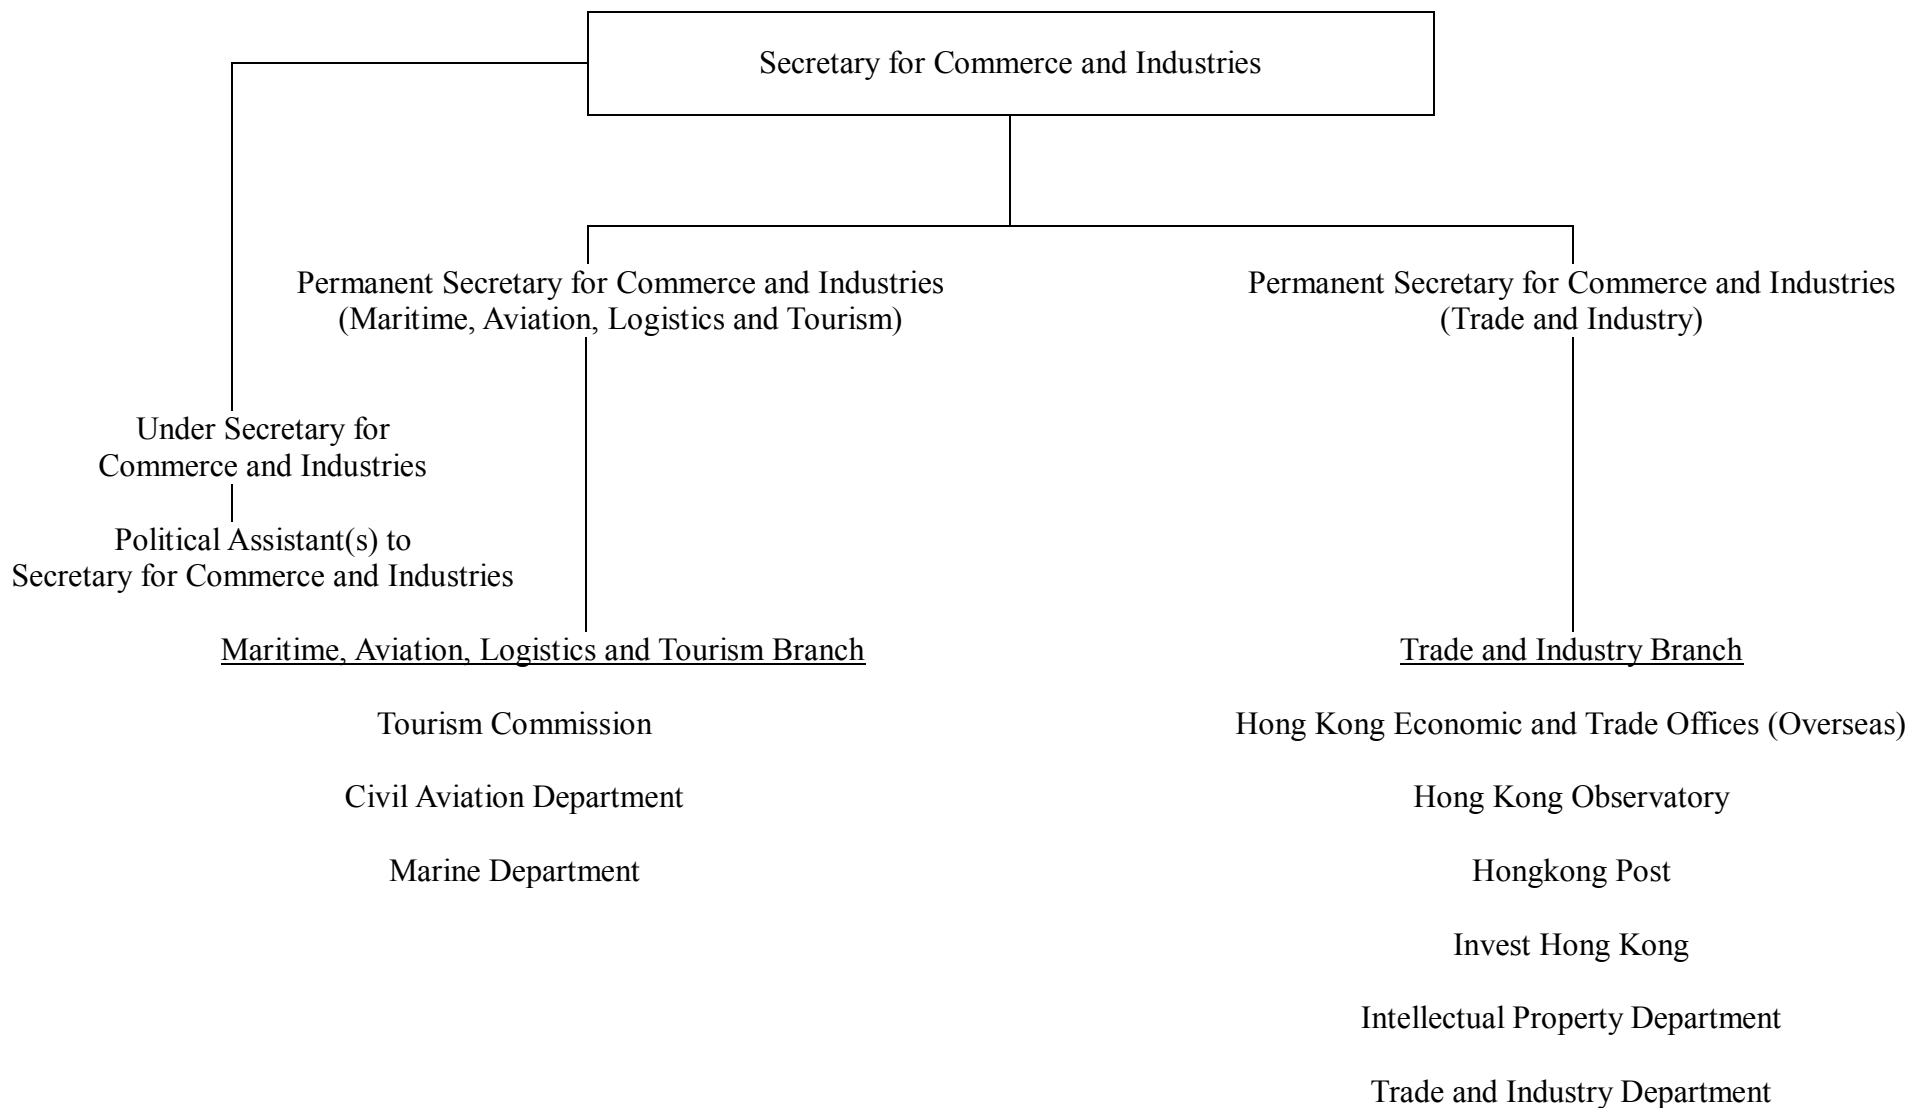 Secretary for Commerce and Industries
Permanent Secretary for Commerce and Industries
(Maritime, Aviation, Logistics and Tourism)
Permanent Secretary for Commerce and Industries
(Trade and Industry)
Under Secretary for
Commerce and Industries
Political Assistant(s) to
Secretary for Commerce and Industries
Maritime, Aviation, Logistics and Tourism Branch
Tourism Commission
Civil Aviation Department
Marine Department
Trade and Industry Branch
Hong Kong Economic and Trade Offices (Overseas)
Hong Kong Observatory
Hongkong Post
Invest Hong Kong
Intellectual Property Department
Trade and Industry Department